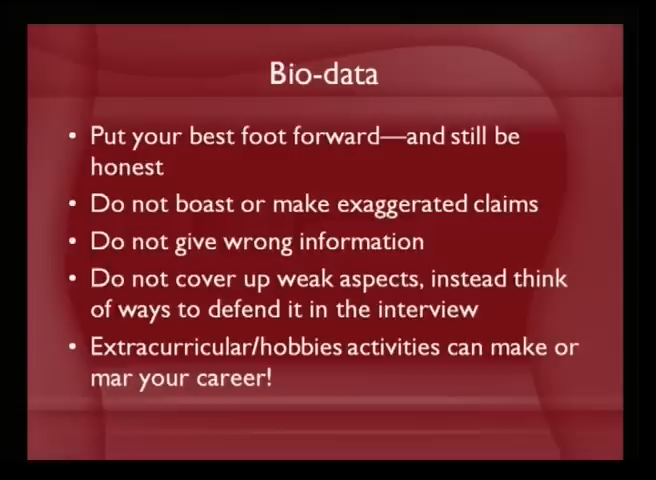 Bio-data
• Put your best foot forward—and still be
honest
• Do not boast or make exaggerated claims
• Do not give wrong information
• Do not cover up weak aspects, instead think
of ways to defend it in the interview
• Extracurricular/hobbies activities can make or
mar your career!